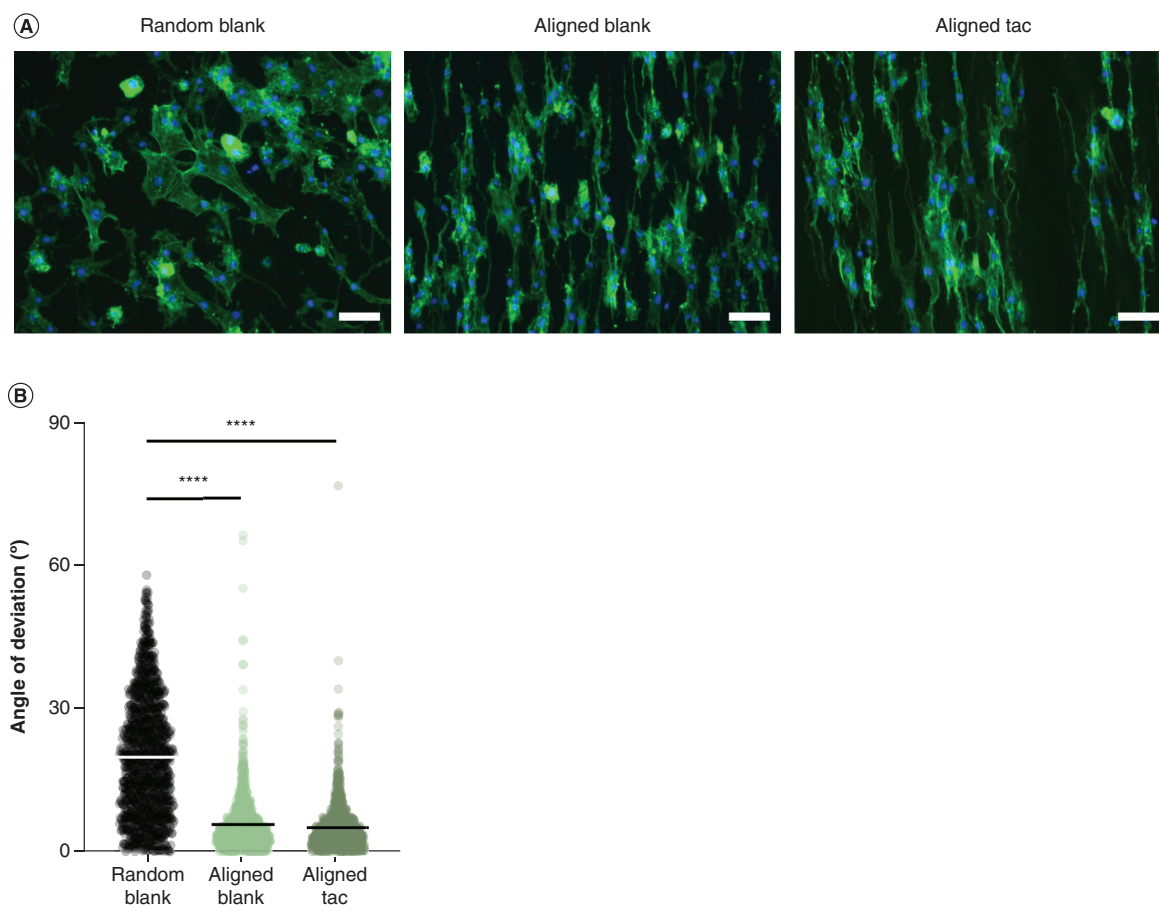 A
Random blank
Aligned blank
Aligned tac
B
90
60
30
0
Angle of deviation (°)
****
****
Random
blank
Aligned
blank
Aligned
tac